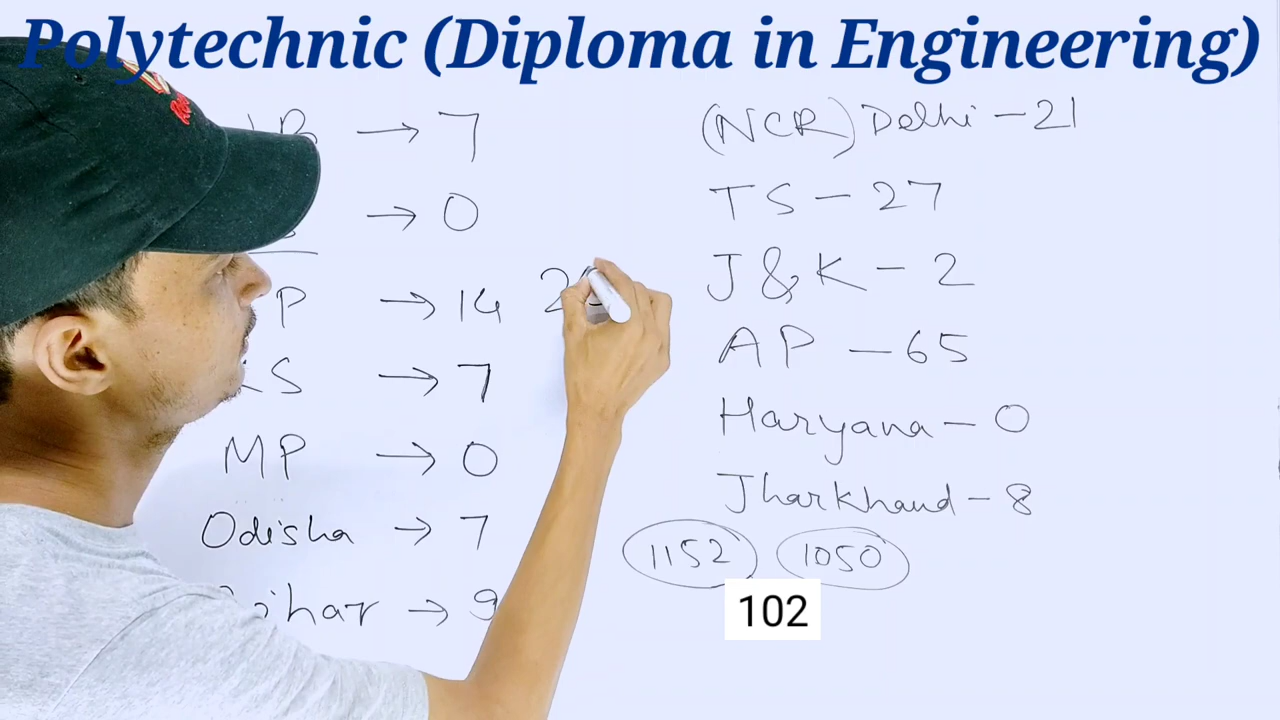 Polytechnic (Diploma in Engineering)
→ 7
→ 0
P → 14
S → 7
MP → 0
Odisha → 7
→ 9
2
(NCR) Delhi - 21
TS - 27
J&K - 2
AP - 65
Haryana - 0
Jharkhand - 8
1152 1050
102